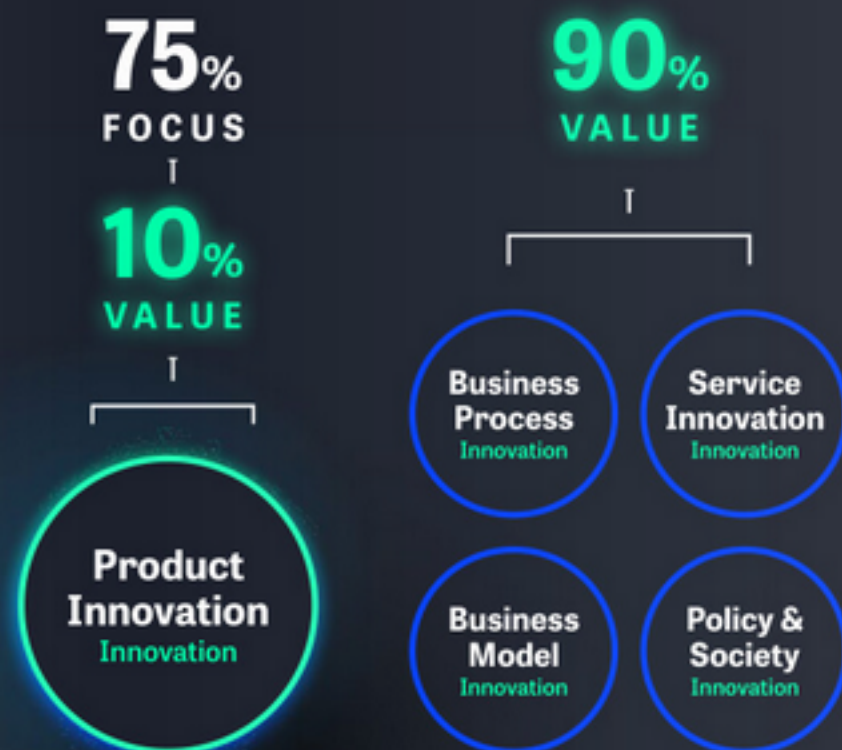 75%
FOCUS
10%
VALUE
Product
Innovation
Innovation
90%
VALUE
Business
Process
Innovation
Service
Innovation
Innovation
Business
Model
Innovation
Policy &
Society
Innovation